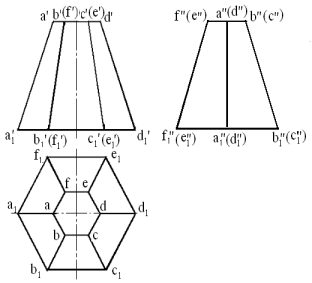 a' b'(f') c'(e') d'
f"(e") a"(d") b"(c")
a₁' b₁'(f₁') c₁'(e₁') d₁'
f₁"(e₁") a₁"(d₁") b₁"(c₁")
f₁ e₁
f e
a₁ a d d₁
b c
b₁ c₁